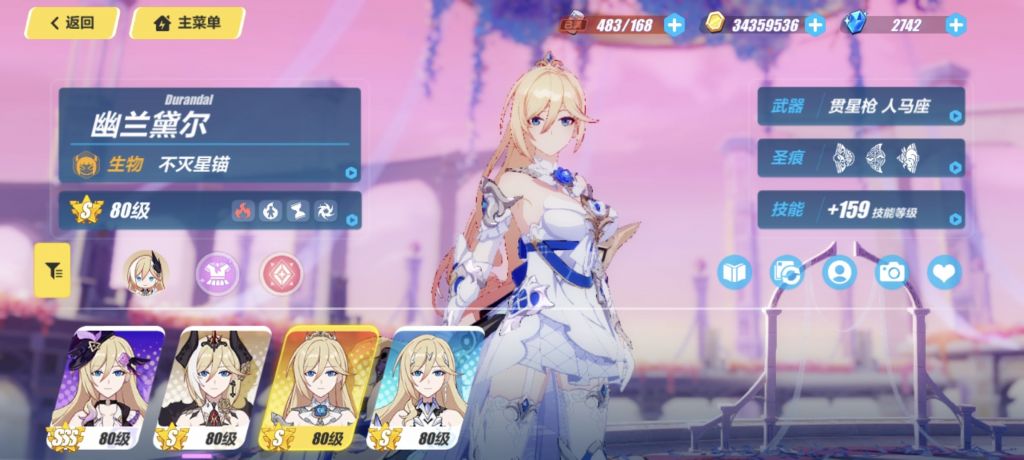 返回
主菜单
483/168
34359536
2742
Durandal
幽兰黛尔
生物 不灭星锚
S 80级
武器 贯星枪 人马座
圣痕
技能 +159 技能等级
SSS 80级
S 80级
S 80级
S 80级